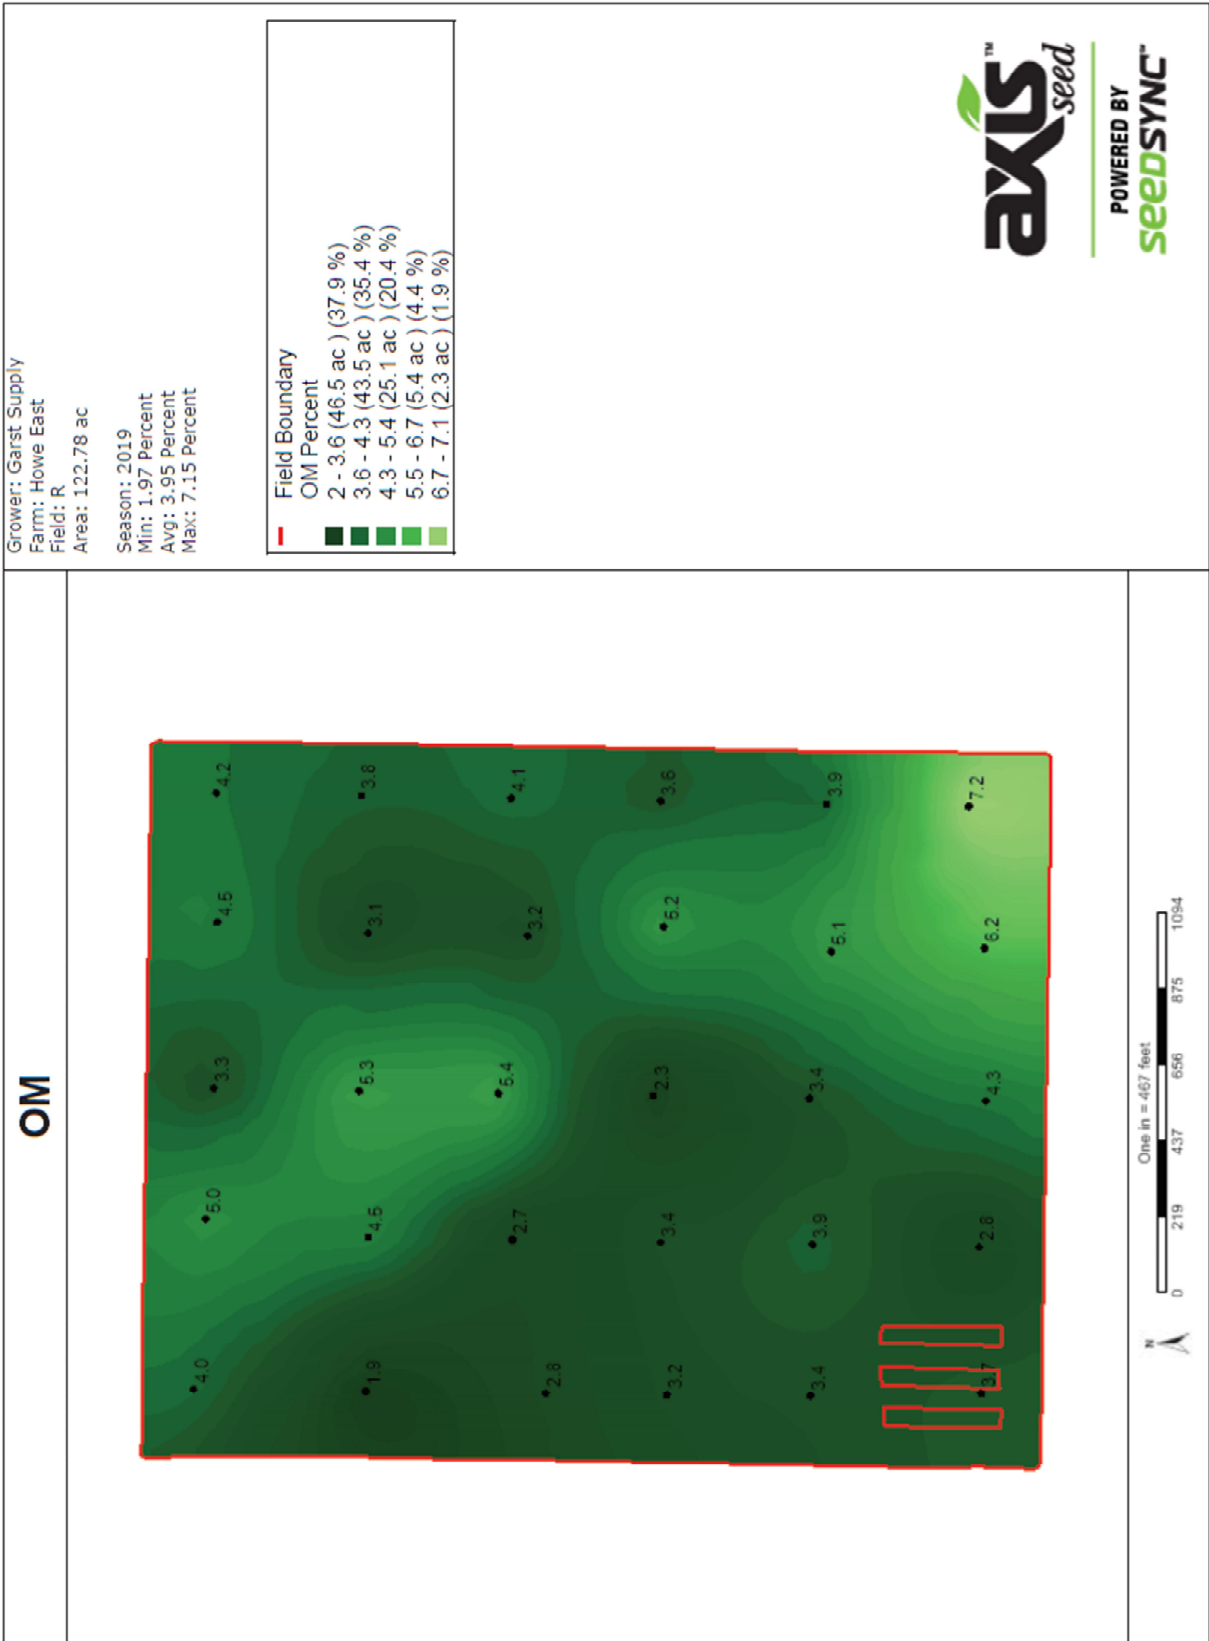 OM
4.0 5.0 3.3 4.5 4.2
1.9 4.5 5.3 3.1 3.8
2.8 2.7 5.4 3.2 4.1
3.2 3.4 2.3 5.2 3.6
3.4 3.9 3.4 5.1 3.9
3.7 2.8 4.3 6.2 7.2
N
One in = 467 feet
0 219 437 656 875 1094
Grower: Garst Supply
Farm: Howe East
Field: R
Area: 122.78 ac
Season: 2019
Min: 1.97 Percent
Avg: 3.95 Percent
Max: 7.15 Percent
Field Boundary
OM Percent
2 - 3.6 (46.5 ac ) (37.9 %)
3.6 - 4.3 (43.5 ac ) (35.4 %)
4.3 - 5.4 (25.1 ac ) (20.4 %)
5.5 - 6.7 (5.4 ac ) (4.4 %)
6.7 - 7.1 (2.3 ac ) (1.9 %)
axis™
seed
POWERED BY
seedsync™